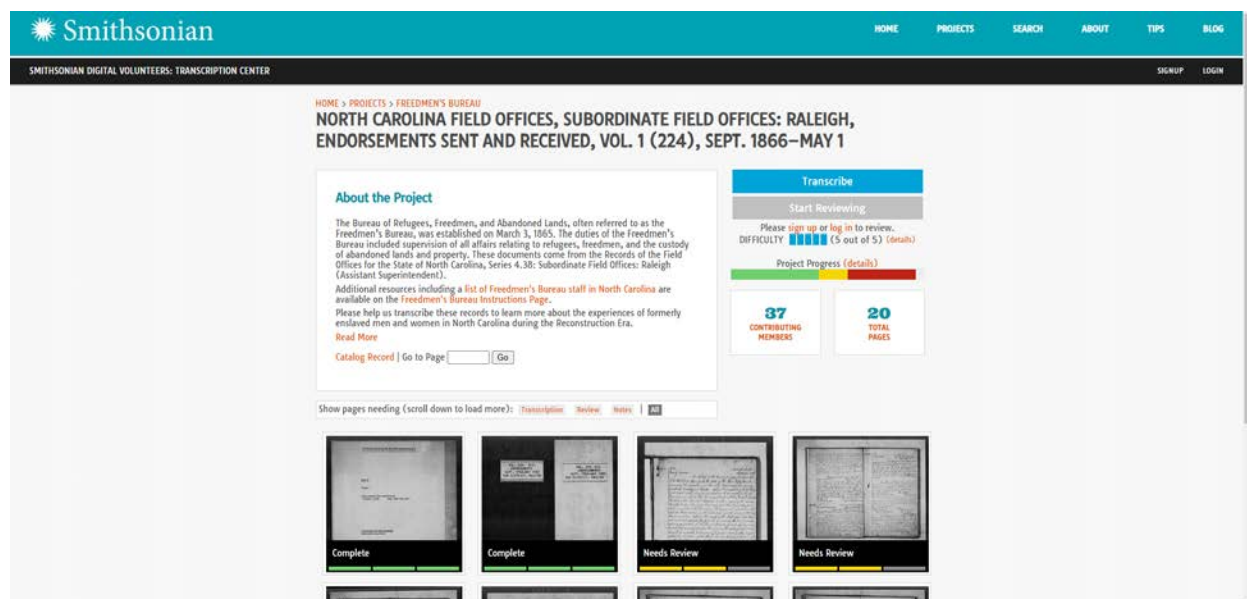 Smithsonian
HOME PROJECTS SEARCH ABOUT TIPS BLOG
SMITHSONIAN DIGITAL VOLUNTEERS: TRANSCRIPTION CENTER
SIGNUP LOGIN
HOME > PROJECTS > FREEDMEN'S BUREAU
NORTH CAROLINA FIELD OFFICES, SUBORDINATE FIELD OFFICES: RALEIGH,
ENDORSEMENTS SENT AND RECEIVED, VOL. 1 (224), SEPT. 1866–MAY 1
About the Project
The Bureau of Refugees, Freedmen, and Abandoned Lands, often referred to as the
Freedmen's Bureau, was established on March 3, 1865. The duties of the Freedmen's
Bureau included supervision of all affairs relating to refugees, freedmen, and the custody
of abandoned lands and property. These documents come from the Records of the Field
Offices for the State of North Carolina, Series 4.38: Subordinate Field Offices: Raleigh
(Assistant Superintendent).
Additional resources including a list of Freedmen's Bureau staff in North Carolina are
available on the Freedmen's Bureau Instructions Page.
Please help us transcribe these records to learn more about the experiences of formerly
enslaved men and women in North Carolina during the Reconstruction Era.
Read More
Catalog Record | Go to Page Go
Transcribe
Start Reviewing
Please sign up or log in to review.
DIFFICULTY (5 out of 5) (details)
Project Progress (details)
37
CONTRIBUTING
MEMBERS
20
TOTAL
PAGES
Show pages needing (scroll down to load more): Transcription Review Notes | All
Complete
Complete
Needs Review
Needs Review